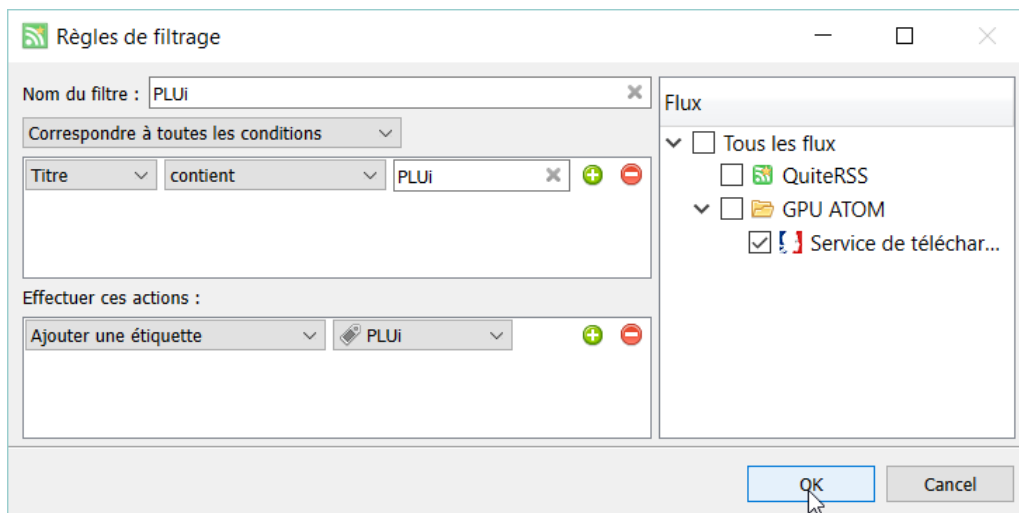 Règles de filtrage
Nom du filtre : PLUi
Correspondre à toutes les conditions
Titre contient PLUi
Effectuer ces actions :
Ajouter une étiquette PLUi
Flux
Tous les flux
QuiteRSS
GPU ATOM
Service de téléchar...
OK Cancel